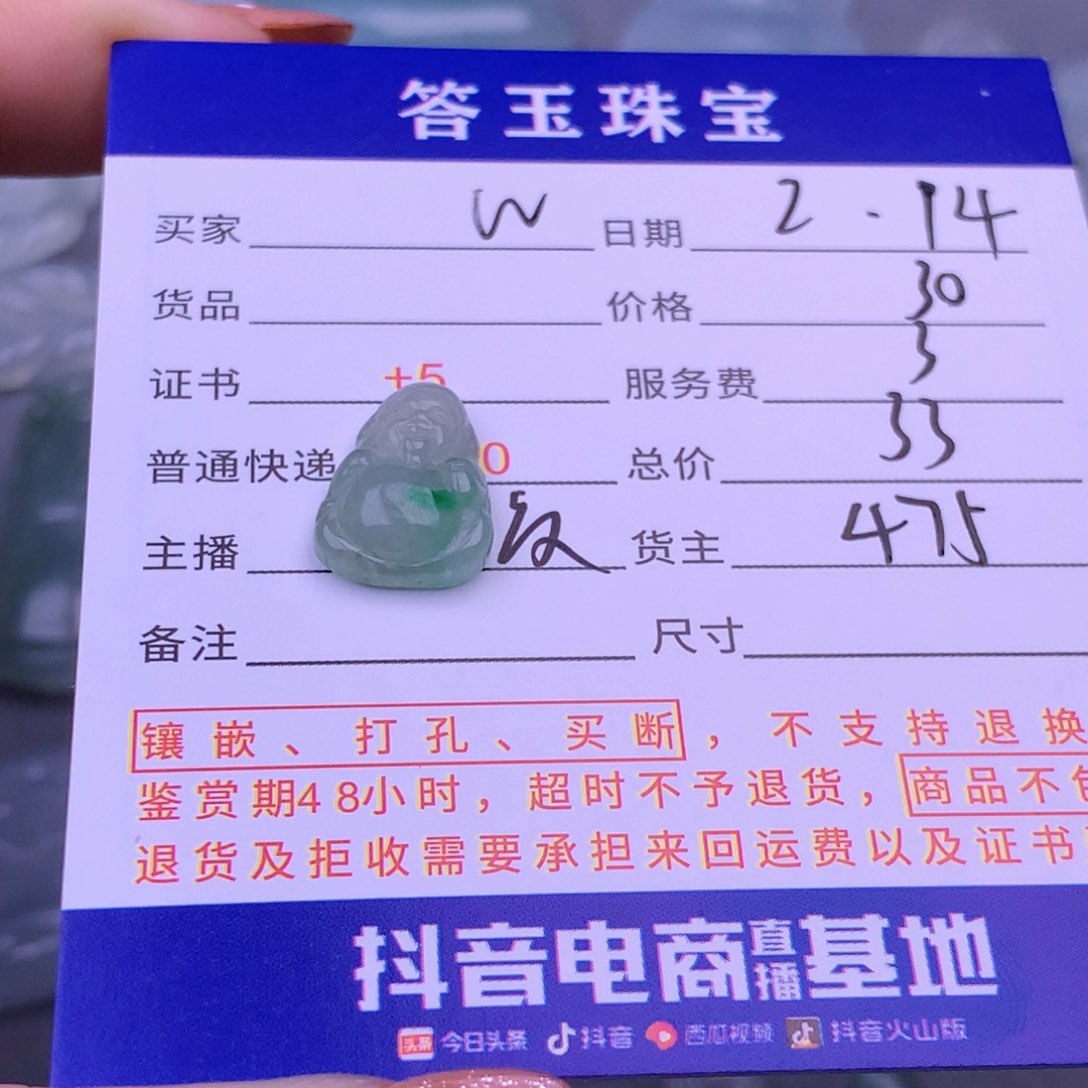 答玉珠宝
买家 W 日期 2.14
货品 价格 30
证书 +5 服务费 3
普通快递 0 总价 33
主播 货主 475
备注 尺寸
镶嵌、打孔、买断，不支持退换
鉴赏期48小时，超时不予退货，商品不
退货及拒收需要承担来回运费以及证书
抖音电商直播基地
头条 今日头条 抖音 西瓜视频 抖音火山版